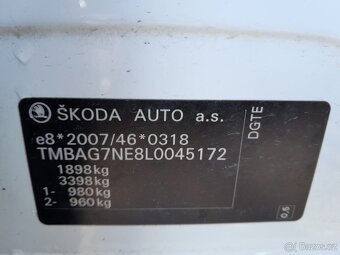 ŠKODA AUTO a.s.
e8*2007/46*0318
TMBAG7NE8L0045172
1898kg
3398kg
1- 980kg
2- 960kg
DGTE
0,5